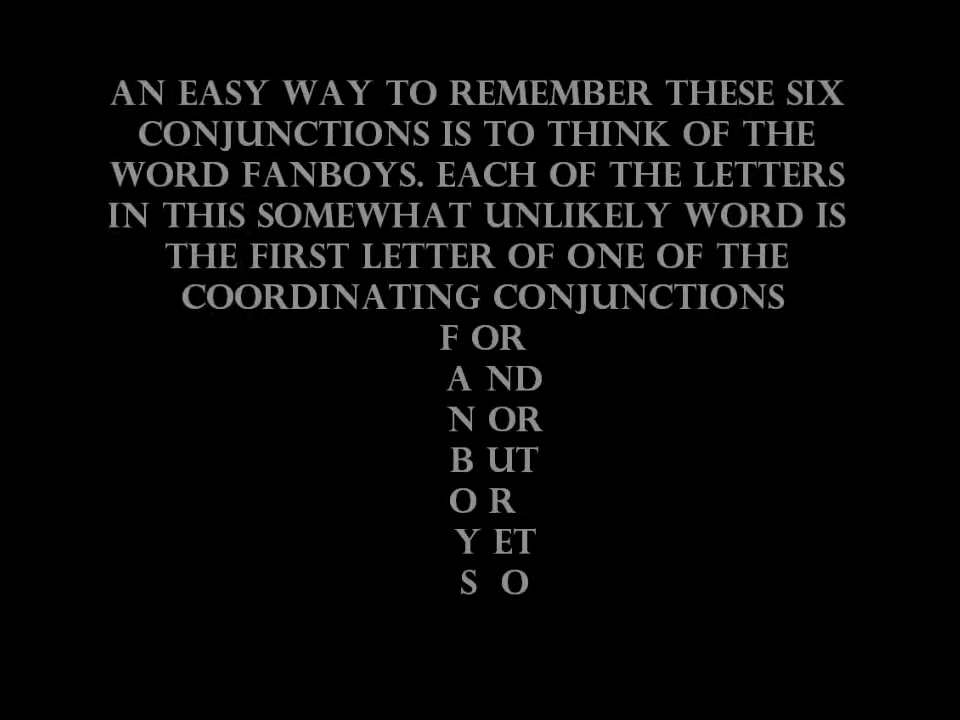 AN EASY WAY TO REMEMBER THESE SIX
CONJUNCTIONS IS TO THINK OF THE
WORD FANBOYS. EACH OF THE LETTERS
IN THIS SOMEWHAT UNLIKELY WORD IS
THE FIRST LETTER OF ONE OF THE
COORDINATING CONJUNCTIONS
F OR
A ND
N OR
B UT
O R
Y ET
S O